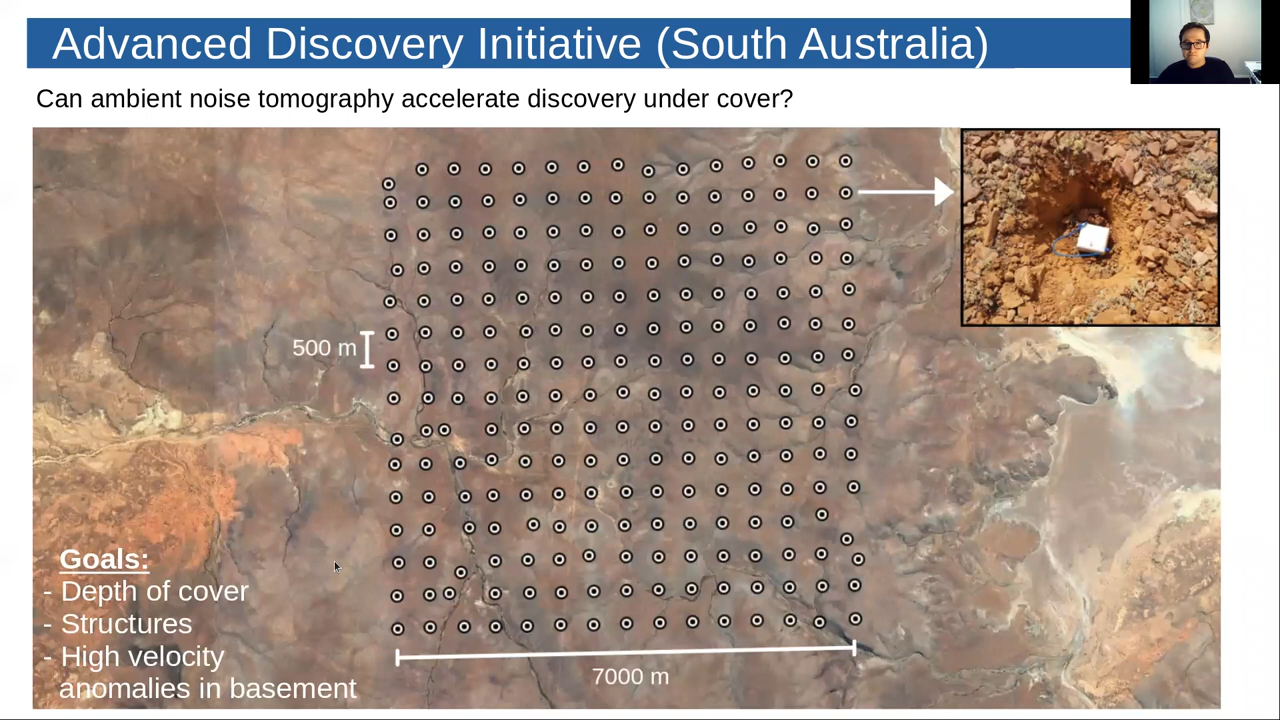 Advanced Discovery Initiative (South Australia)
Can ambient noise tomography accelerate discovery under cover?
500 m
Goals:
- Depth of cover
- Structures
- High velocity
anomalies in basement
7000 m